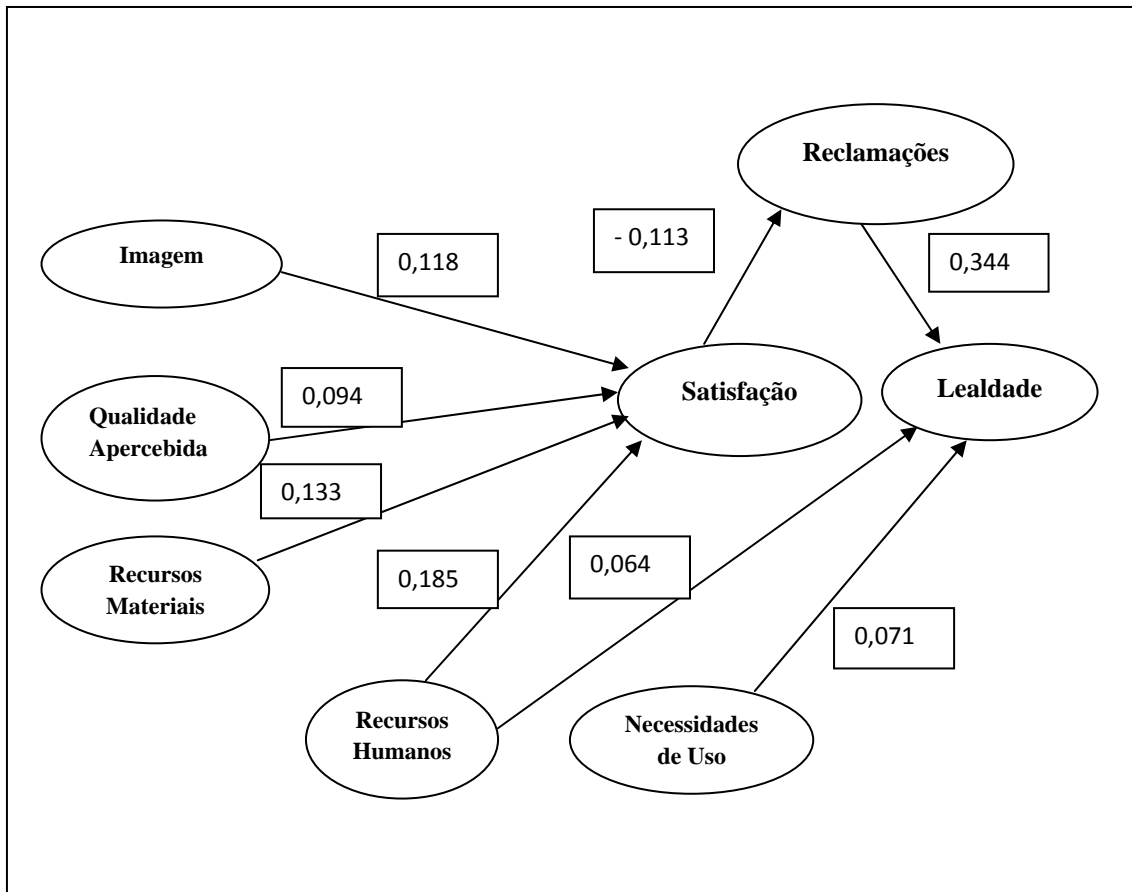 Reclamações
- 0,113
Imagem
0,118
0,344
Satisfação
Lealdade
0,094
Qualidade
Apercebida
0,133
Recursos
Materiais
0,185
0,064
0,071
Recursos
Humanos
Necessidades
de Uso